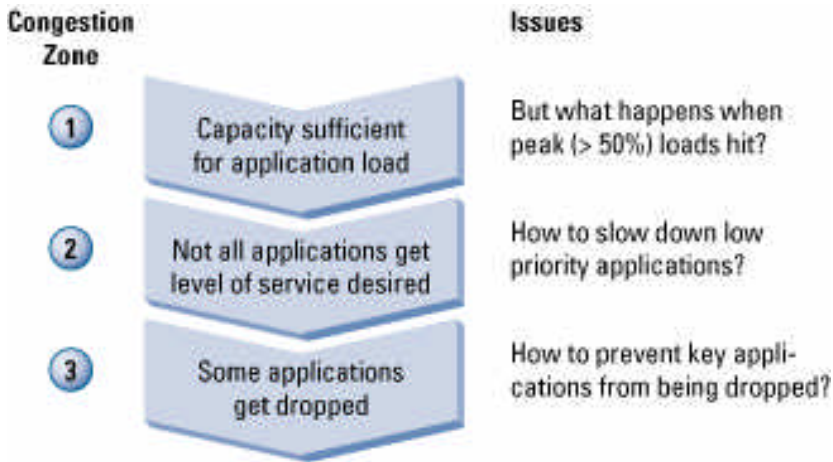 Congestion Zone
Issues
1
Capacity sufficient
for application load
But what happens when
peak (> 50%) loads hit?
2
Not all applications get
level of service desired
How to slow down low
priority applications?
3
Some applications
get dropped
How to prevent key appli-
cations from being dropped?